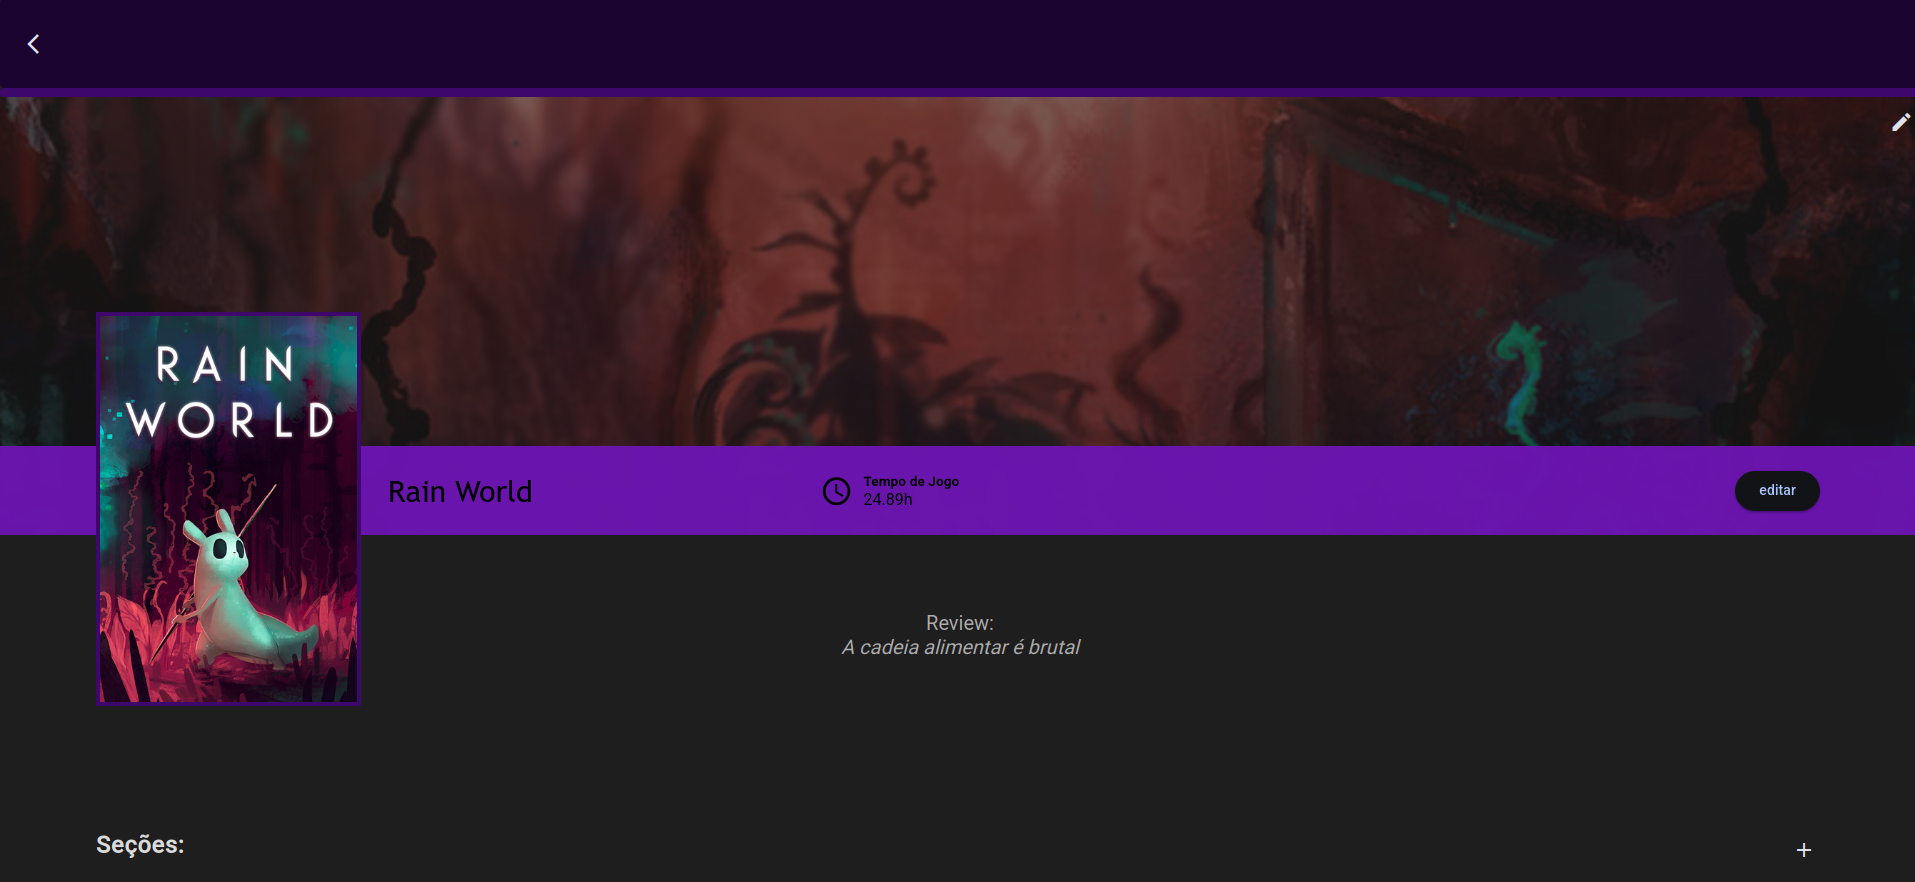 RAIN
WORLD
Rain World
Tempo de Jogo
24.89h
editar
Review:
A cadeia alimentar é brutal
Seções: